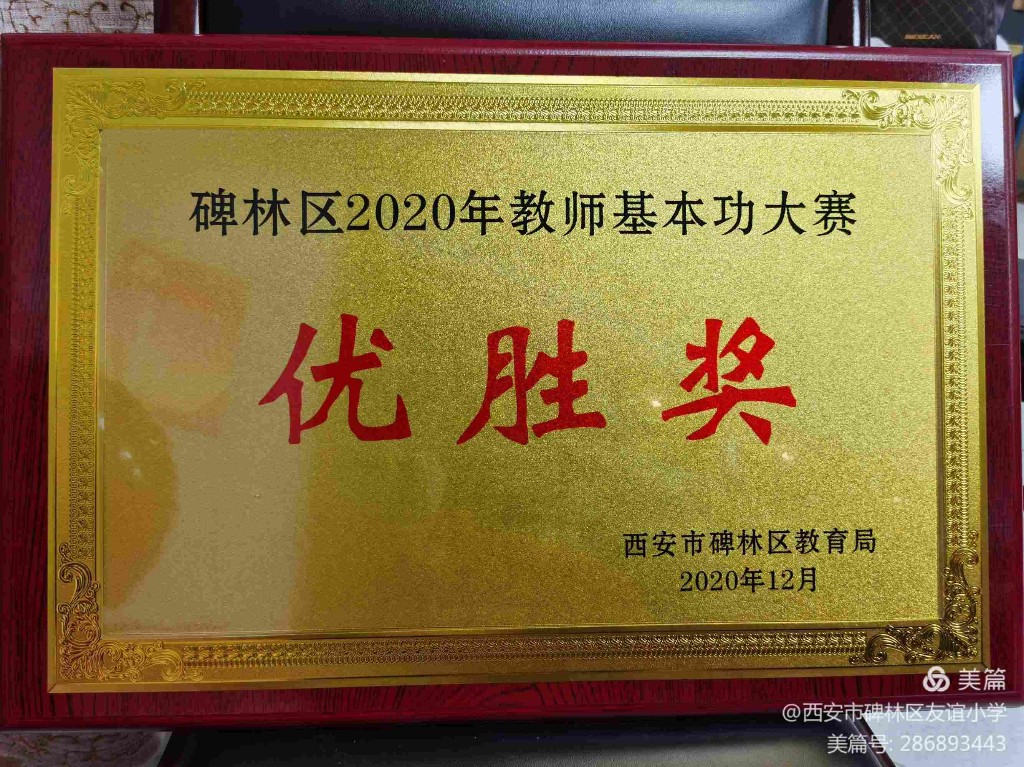 碑林区2020年教师基本功大赛
优胜奖
西安市碑林区教育局
2020年12月
美篇
@西安市碑林区友谊小学
美篇号: 286893443